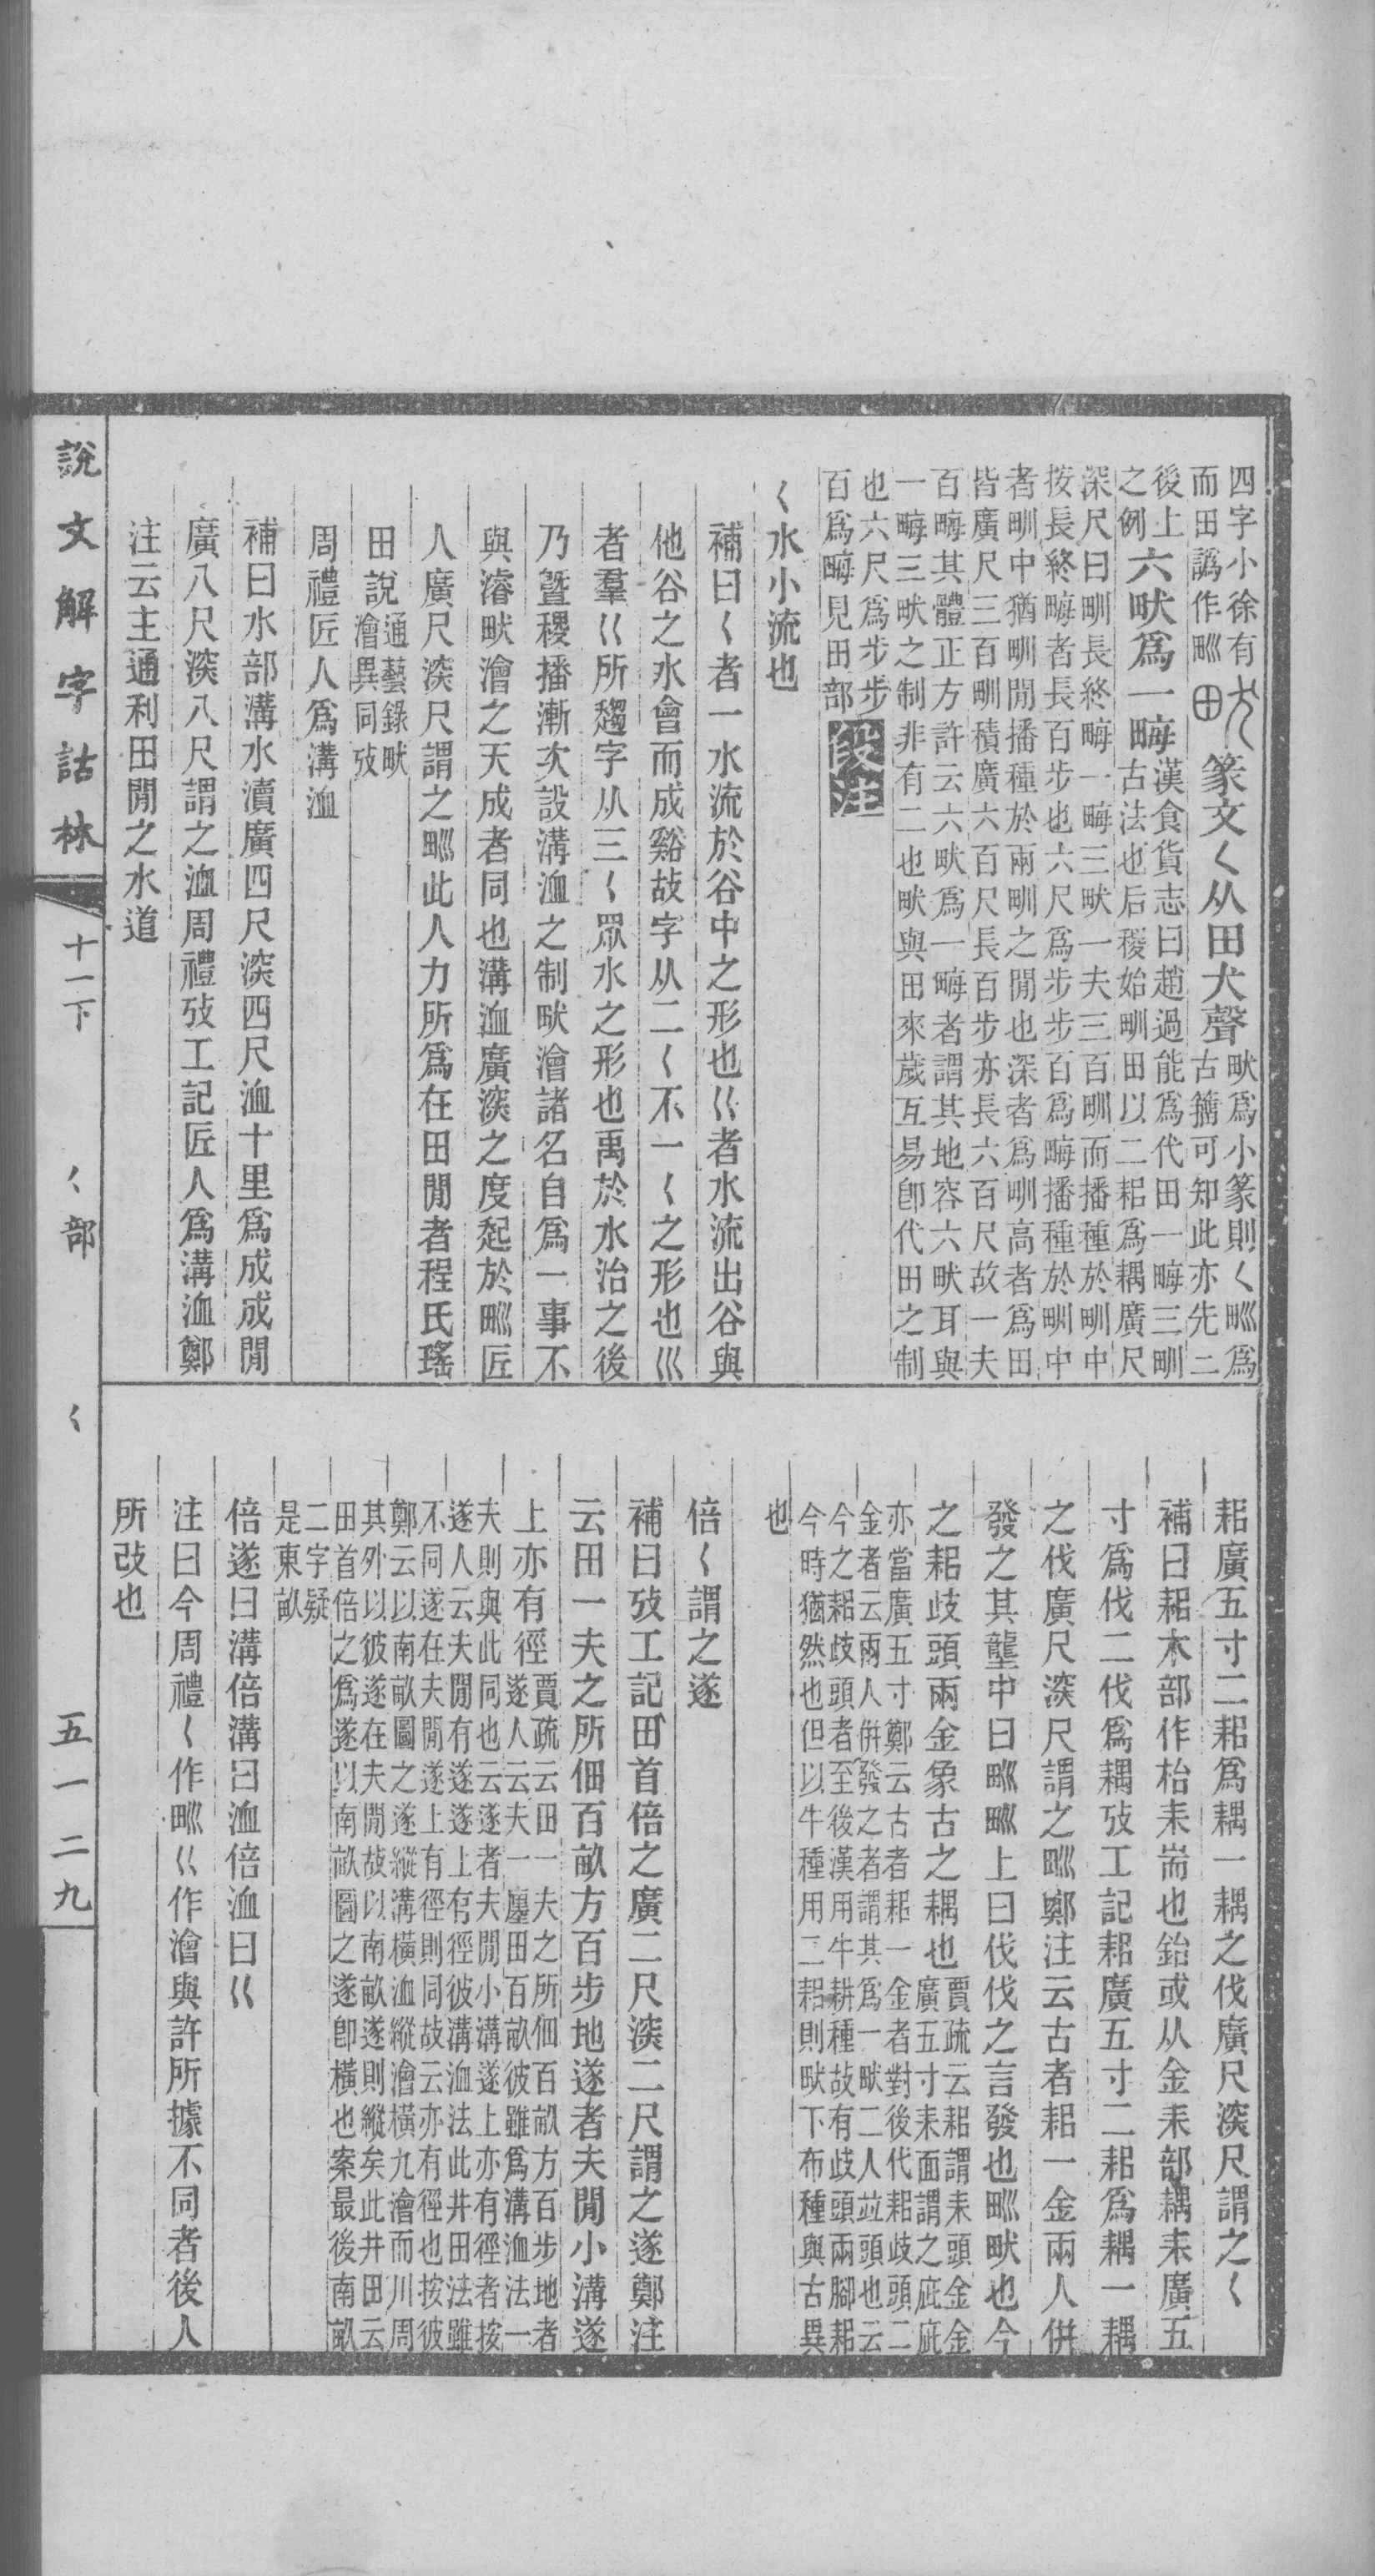 四字小徐有
而田譌作甽
篆文𡿨从田犬聲
畎爲小篆則𡿨甽爲
古籒可知此亦先二
後上
之例
六畎爲一畮
漢食貨志曰趙過能爲代田一畮三甽
古法也后稷始甽田以二耜爲耦廣尺
深尺曰甽長終畮一畮三畎一夫三百甽而播種於甽中
按長終畮者長百步也六尺爲步步百爲畮播種於甽中
者甽中猶甽閒播種於兩甽之閒也深者爲甽高者爲田
皆廣尺三百甽積廣六百尺長百步亦長六百尺故一夫
百畮其體正方許云六畎爲一畮者謂其地容六畎耳與
一畮三畎之制非有二也畎與田來歲互易卽代田之制
也六尺爲步步
百爲畮見田部
段注
𡿨水小流也
補曰𡿨者一水流於谷中之形也巜者水流出谷與
他谷之水會而成谿故字从二𡿨不一𡿨之形也巛
者羣巜所趨字从三𡿨眾水之形也禹於水治之後
乃曁稷播漸次設溝洫之制畎澮諸名自爲一事不
與濬畎澮之天成者同也溝洫廣深之度起於甽匠
人廣尺深尺謂之甽此人力所爲在田閒者程氏瑤
田說
通藝錄畎
澮異同攷
周禮匠人爲溝洫
補曰水部溝水瀆廣四尺深四尺洫十里爲成成閒
廣八尺深八尺謂之洫周禮攷工記匠人爲溝洫鄭
注云主通利田閒之水道
耜廣五寸二耜爲耦一耦之伐廣尺深尺謂之𡿨
補曰耜木部作枱耒耑也鈶或从金耒部耦耒廣五
寸爲伐二伐爲耦攷工記耜廣五寸二耜爲耦一耦
之伐廣尺深尺謂之甽鄭注云古者耜一金兩人併
發之其壟中曰甽甽上曰伐伐之言發也甽畎也今
之耜歧頭兩金象古之耦也
賈疏云耜謂耒頭金金
廣五寸耒面謂之庛庛
亦當廣五寸鄭云古者耜一金者對後代耜歧頭二
金者云兩人併發之者謂其爲一畎二人竝頭也云
今之耜歧頭者至後漢用牛耕種故有歧頭兩腳耜
今時猶然也但以牛種用二耜則畎下布種與古異
也
倍𡿨謂之遂
補曰攷工記田首倍之廣二尺深二尺謂之遂鄭注
云田一夫之所佃百畝方百步地遂者夫閒小溝遂
上亦有徑
賈疏云田一夫之所佃百畝方百步地者
遂人云夫一廛田百畝彼雖爲溝洫法一
夫則與此同也云遂者夫閒小溝遂上亦有徑者按
遂人云夫閒有遂遂上有徑彼溝洫法此井田法雖
不同遂在夫閒遂上有徑則同故云亦有徑也按彼
鄭云以南畝圖之遂縱溝橫洫縱澮橫九澮而川周
其外以彼遂在夫閒故以南畝遂則縱矣此井田云
田首倍之爲遂以南畝圖之遂卽橫也案最後南畝
二字疑
是東畝
倍遂曰溝倍溝曰洫倍洫曰巜
注曰今周禮𡿨作甽巜作澮與許所據不同者後人
所改也
說文解字詁林 十一下 𡿨部 𡿨 五一二九